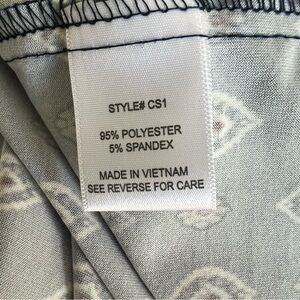 STYLE# CS1
95% POLYESTER
5% SPANDEX
MADE IN VIETNAM
SEE REVERSE FOR CARE